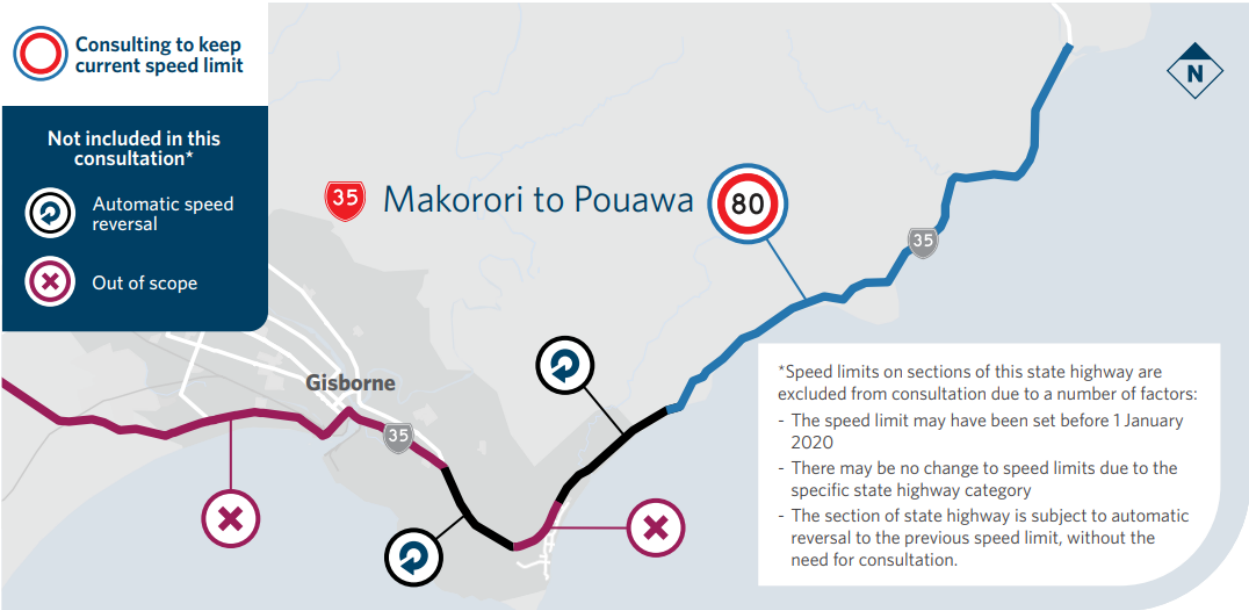 Consulting to keep
current speed limit
Not included in this
consultation*
Automatic speed
reversal
Out of scope
N
35 Makorori to Pouawa 80
35
Gisborne
35
*Speed limits on sections of this state highway are
excluded from consultation due to a number of factors:
- The speed limit may have been set before 1 January
2020
- There may be no change to speed limits due to the
specific state highway category
- The section of state highway is subject to automatic
reversal to the previous speed limit, without the
need for consultation.